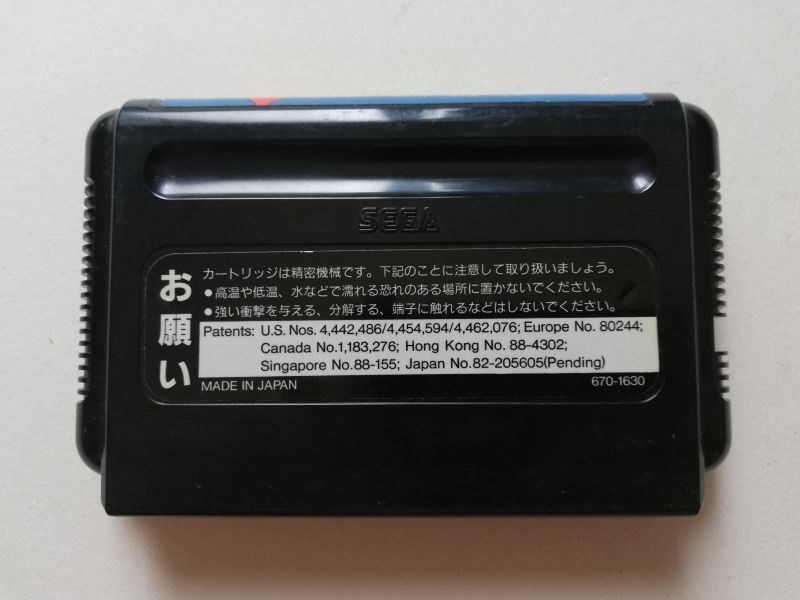 SEGA
お願い
カートリッジは精密機械です。下記のことに注意して取り扱いましょう。
●高温や低温、水などで濡れる恐れのある場所に置かないでください。
●強い衝撃を与える、分解する、端子に触れるなどはしないでください。
Patents: U.S. Nos. 4,442,486/4,454,594/4,462,076; Europe No. 80244;
Canada No.1,183,276; Hong Kong No. 88-4302;
Singapore No.88-155; Japan No.82-205605(Pending)
MADE IN JAPAN 670-1630